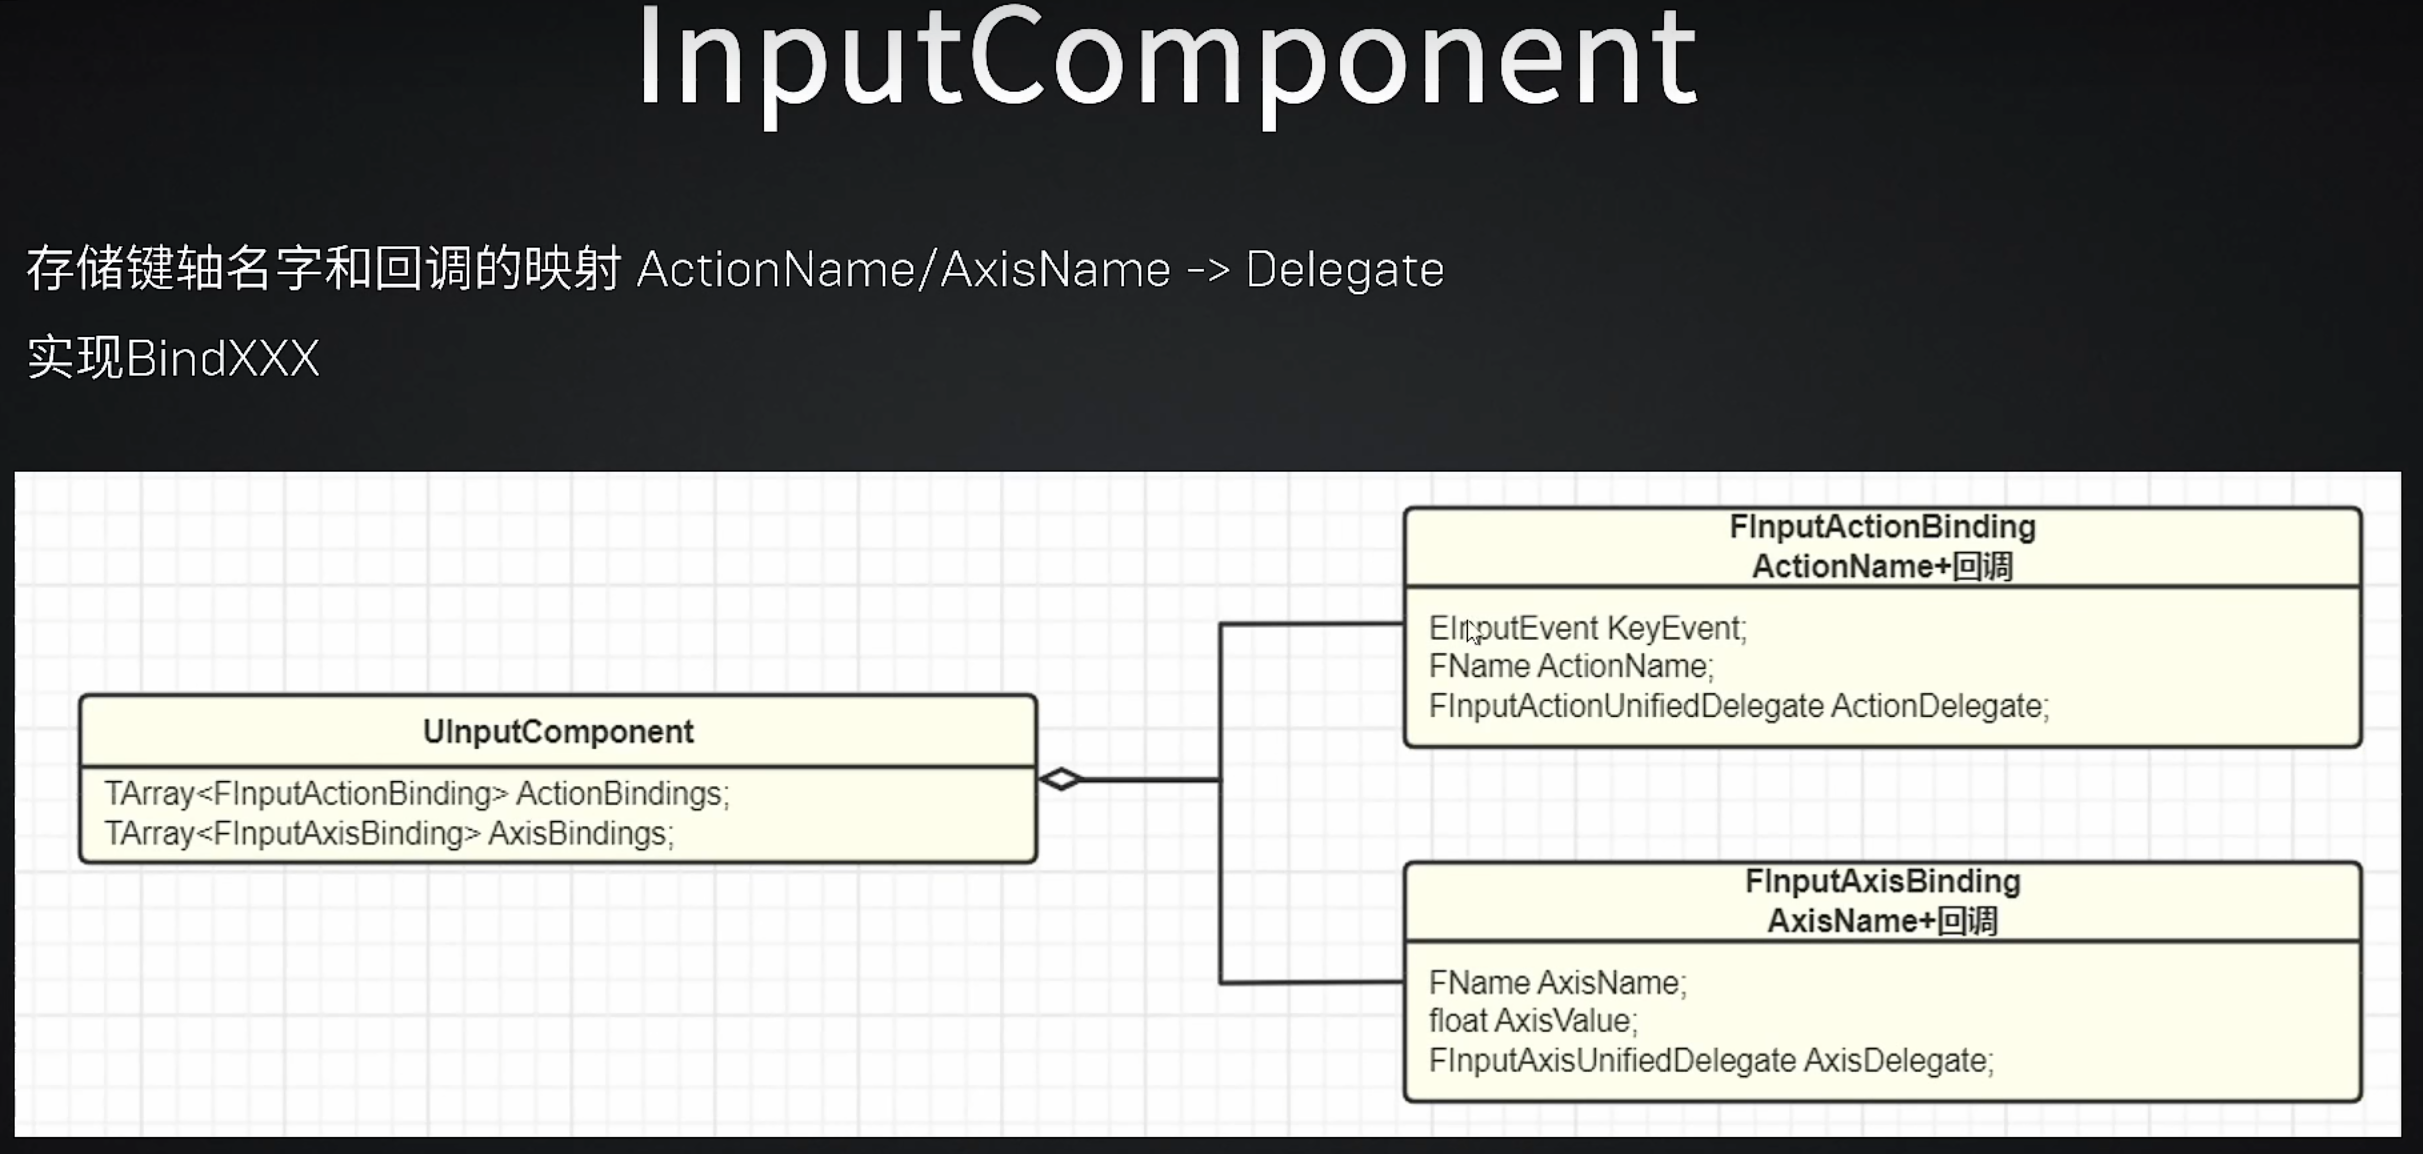 InputComponent
存储键轴名字和回调的映射 ActionName/AxisName -> Delegate
实现BindXXX
UInputComponent
TArray<FInputActionBinding> ActionBindings;
TArray<FInputAxisBinding> AxisBindings;
FInputActionBinding
ActionName+回调
EInputEvent KeyEvent;
FName ActionName;
FInputActionUnifiedDelegate ActionDelegate;
FInputAxisBinding
AxisName+回调
FName AxisName;
float AxisValue;
FInputAxisUnifiedDelegate AxisDelegate;